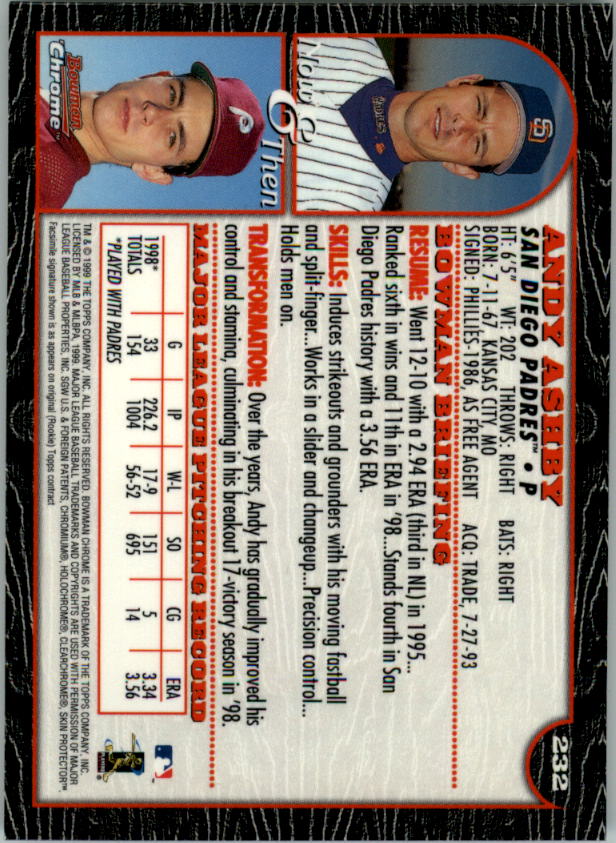 232
ANDY ASHBY
SAN DIEGO PADRES™ • P
HT: 6'5" WT: 202 THROWS: RIGHT BATS: RIGHT
BORN: 7-11-67, KANSAS CITY, MO
SIGNED: PHILLIES-1986, AS FREE AGENT ACQ: TRADE, 7-27-93
BOWMAN BRIEFING
RESUME: Went 12-10 with a 2.94 ERA (third in NL) in 1995...
Ranked sixth in wins and 11th in ERA in '98...Stands fourth in San
Diego Padres history with a 3.56 ERA.
SKILLS: Induces strikeouts and grounders with his moving fastball
and split-finger... Works in a slider and changeup... Precision control...
Holds men on.
TRANSFORMATION: Over the years, Andy has gradually improved his
control and stamina, culminating in his breakout 17-victory season in '98.
MAJOR LEAGUE PITCHING RECORD
G IP W-L SO CG ERA
1998* 33 226.2 17-9 151 5 3.34
TOTALS 154 1004 56-52 695 14 3.56
*PLAYED WITH PADRES
TM & © 1999 THE TOPPS COMPANY, INC. ALL RIGHTS RESERVED. BOWMAN CHROME IS A TRADEMARK OF THE TOPPS COMPANY, INC.
LICENSED BY MLB & MLBPA, 1999. MAJOR LEAGUE BASEBALL TRADEMARKS AND COPYRIGHTS ARE USED WITH PERMISSION OF MAJOR
LEAGUE BASEBALL PROPERTIES, INC. SGW U.S. & FOREIGN PATENTS, CHROMIUM®, HOLOCHROME®, CLEARCHROME®, SKIN PROTECTOR™
Facsimile signature shown is as appears on original (Rookie) Topps contract
Now &
Then
SD
PADRES
P
Bowman
Chrome™